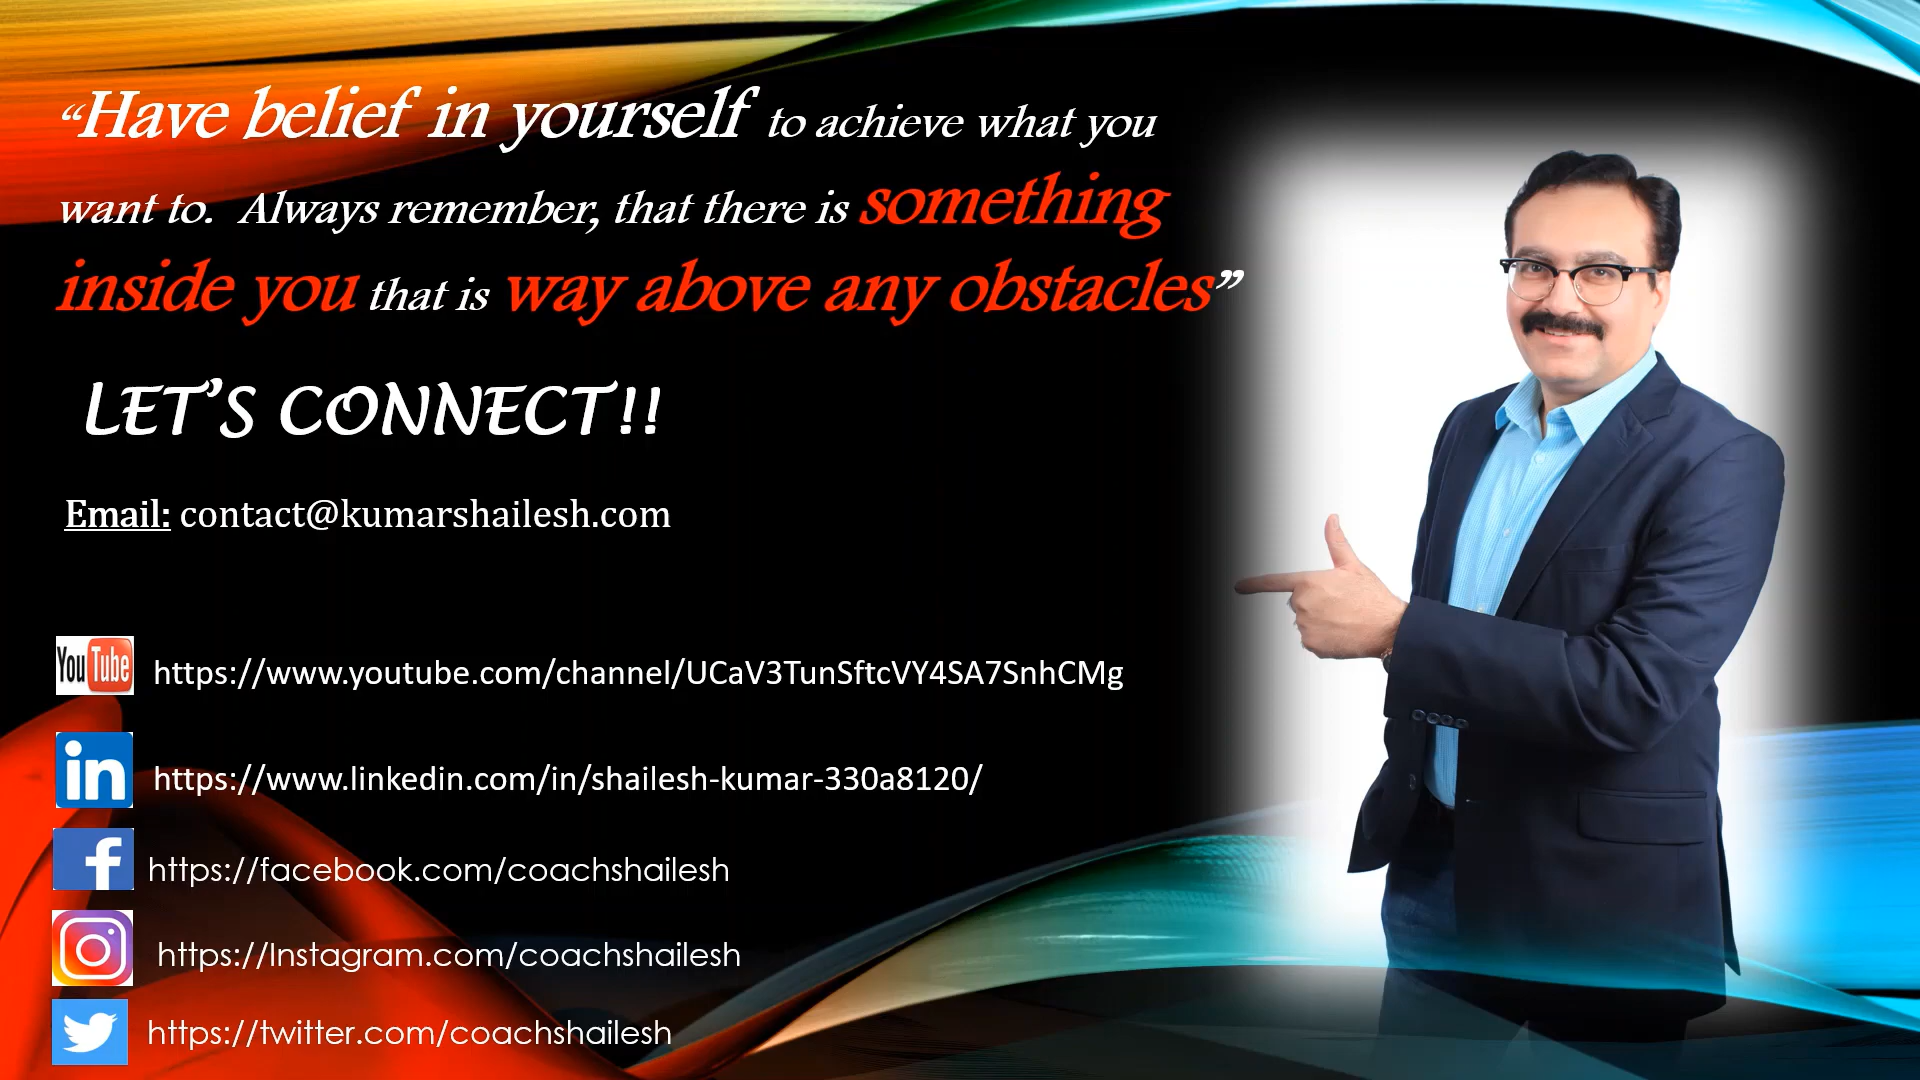 “Have belief in yourself to achieve what you
want to.  Always remember, that there is something
inside you that is way above any obstacles”
LET’S CONNECT!!
Email: contact@kumarshailesh.com
YouTube https://www.youtube.com/channel/UCaV3TunSftcVY4SA7SnhCMg
in https://www.linkedin.com/in/shailesh-kumar-330a8120/
f https://facebook.com/coachshailesh
https://Instagram.com/coachshailesh
https://twitter.com/coachshailesh